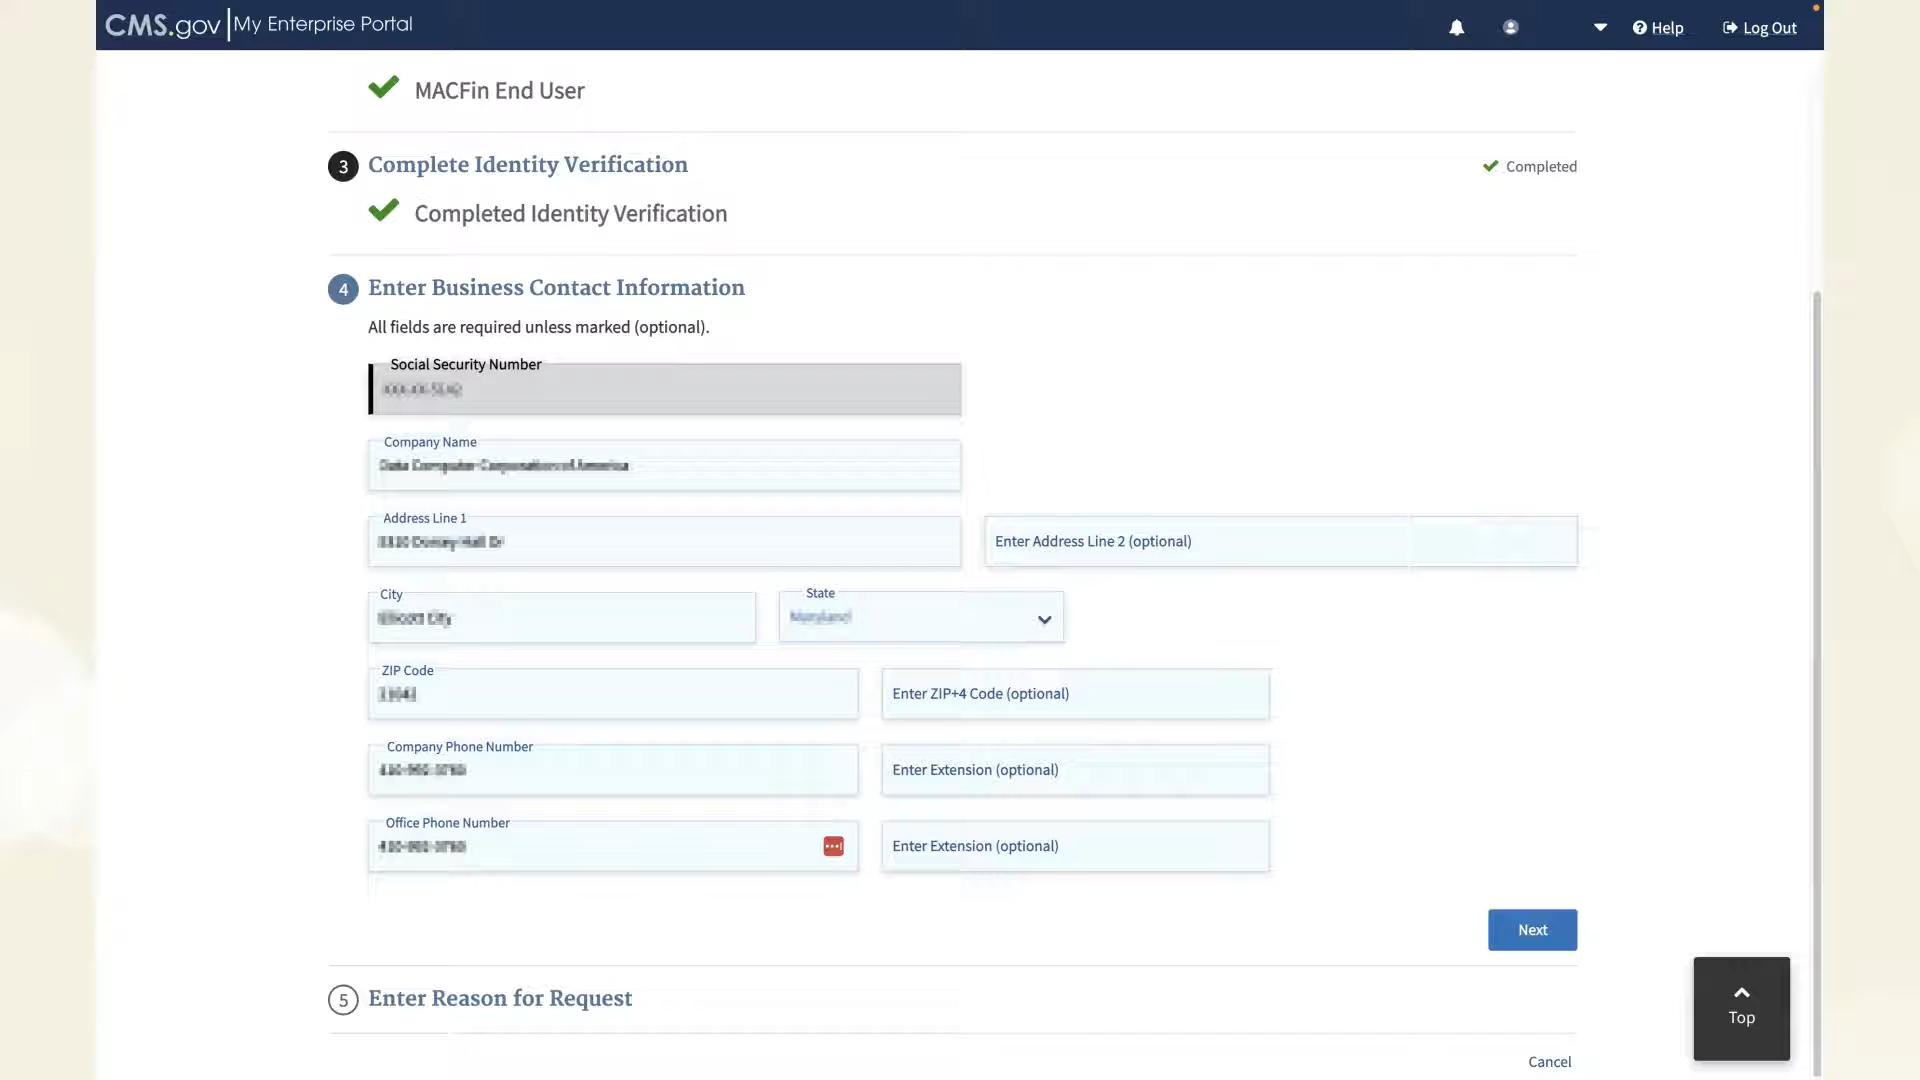 CMS.gov My Enterprise Portal
Help
Log Out
MACFin End User
3 Complete Identity Verification
Completed
Completed Identity Verification
4 Enter Business Contact Information
All fields are required unless marked (optional).
Social Security Number
Company Name
Address Line 1
Enter Address Line 2 (optional)
City
State
ZIP Code
Enter ZIP+4 Code (optional)
Company Phone Number
Enter Extension (optional)
Office Phone Number
Enter Extension (optional)
Next
5 Enter Reason for Request
Top
Cancel